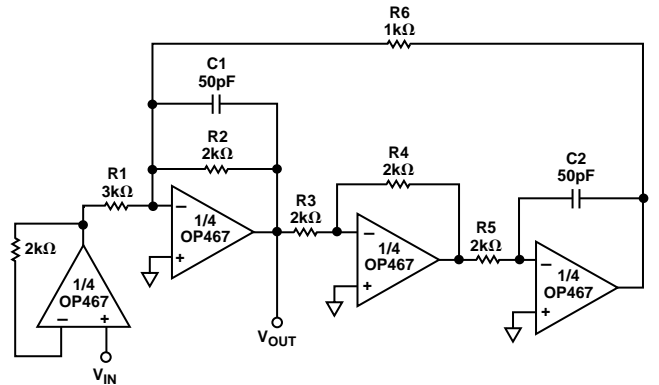 R6
1kΩ
C1
50pF
R2
2kΩ
R1
3kΩ
−
1/4
OP467
+
R3
2kΩ
R4
2kΩ
−
1/4
OP467
+
R5
2kΩ
C2
50pF
−
1/4
OP467
+
2kΩ
1/4
OP467
− +
VIN
VOUT